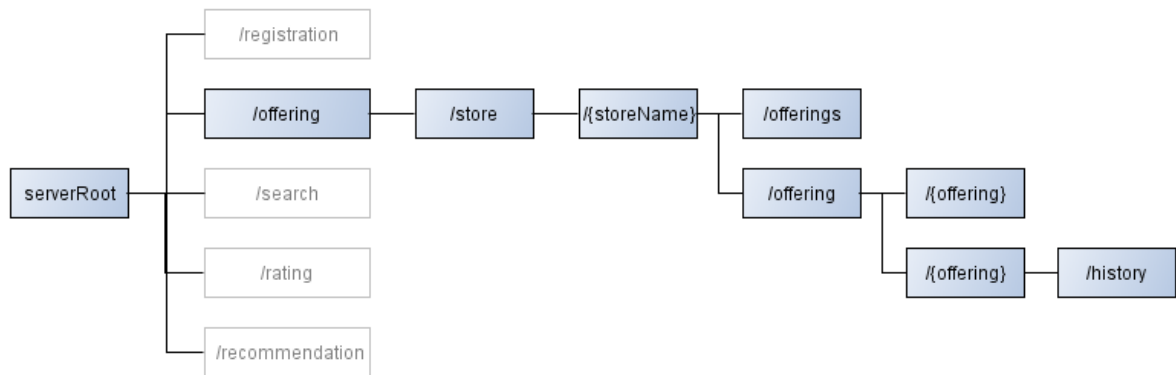 /registration
/offering
/store
/{storeName}
/offerings
serverRoot
/search
/offering
/{offering}
/rating
/{offering}
/history
/recommendation